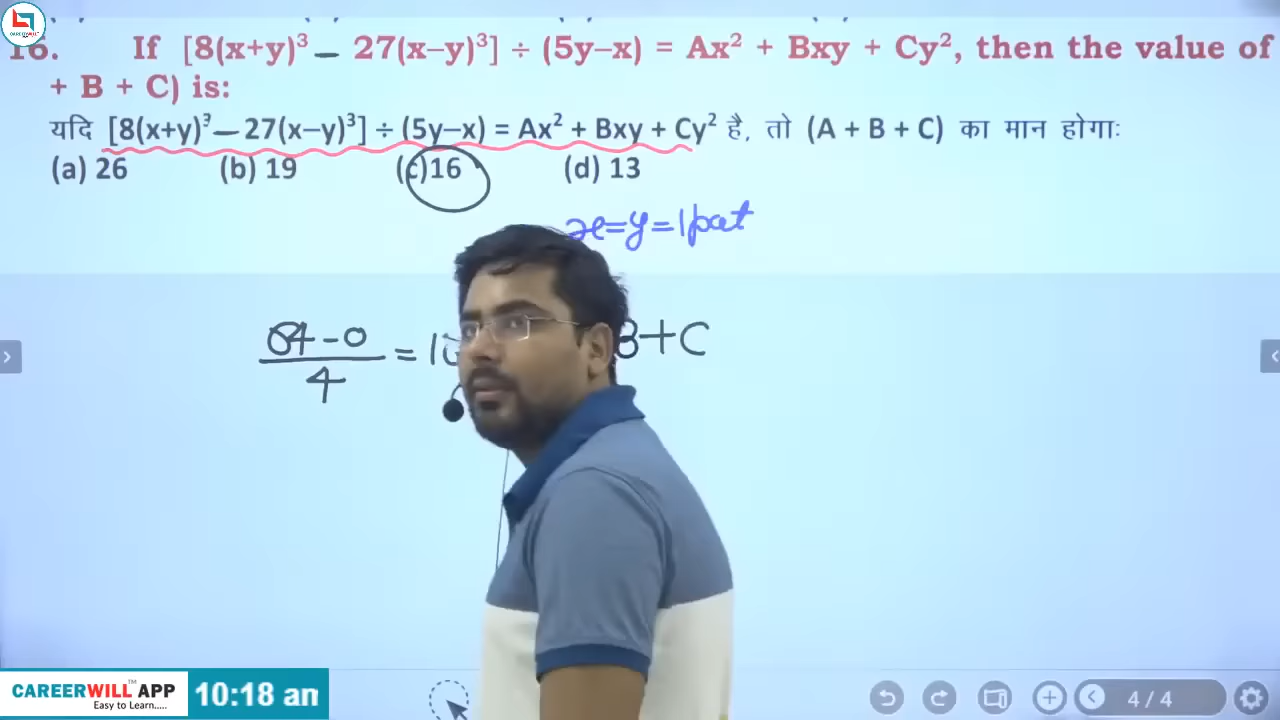 CAREERWILL
16. If [8(x+y)³ – 27(x–y)³] ÷ (5y–x) = Ax² + Bxy + Cy², then the value of
+ B + C) is:
यदि [8(x+y)³ – 27(x–y)³] ÷ (5y–x) = Ax² + Bxy + Cy² है, तो (A + B + C) का मान होगाः
(a) 26 (b) 19 (c) 16 (d) 13
x=y=1 put
64-0
= B+C
4
CAREERWILL™ APP
Easy to Learn.....
10:18 am
4 / 4